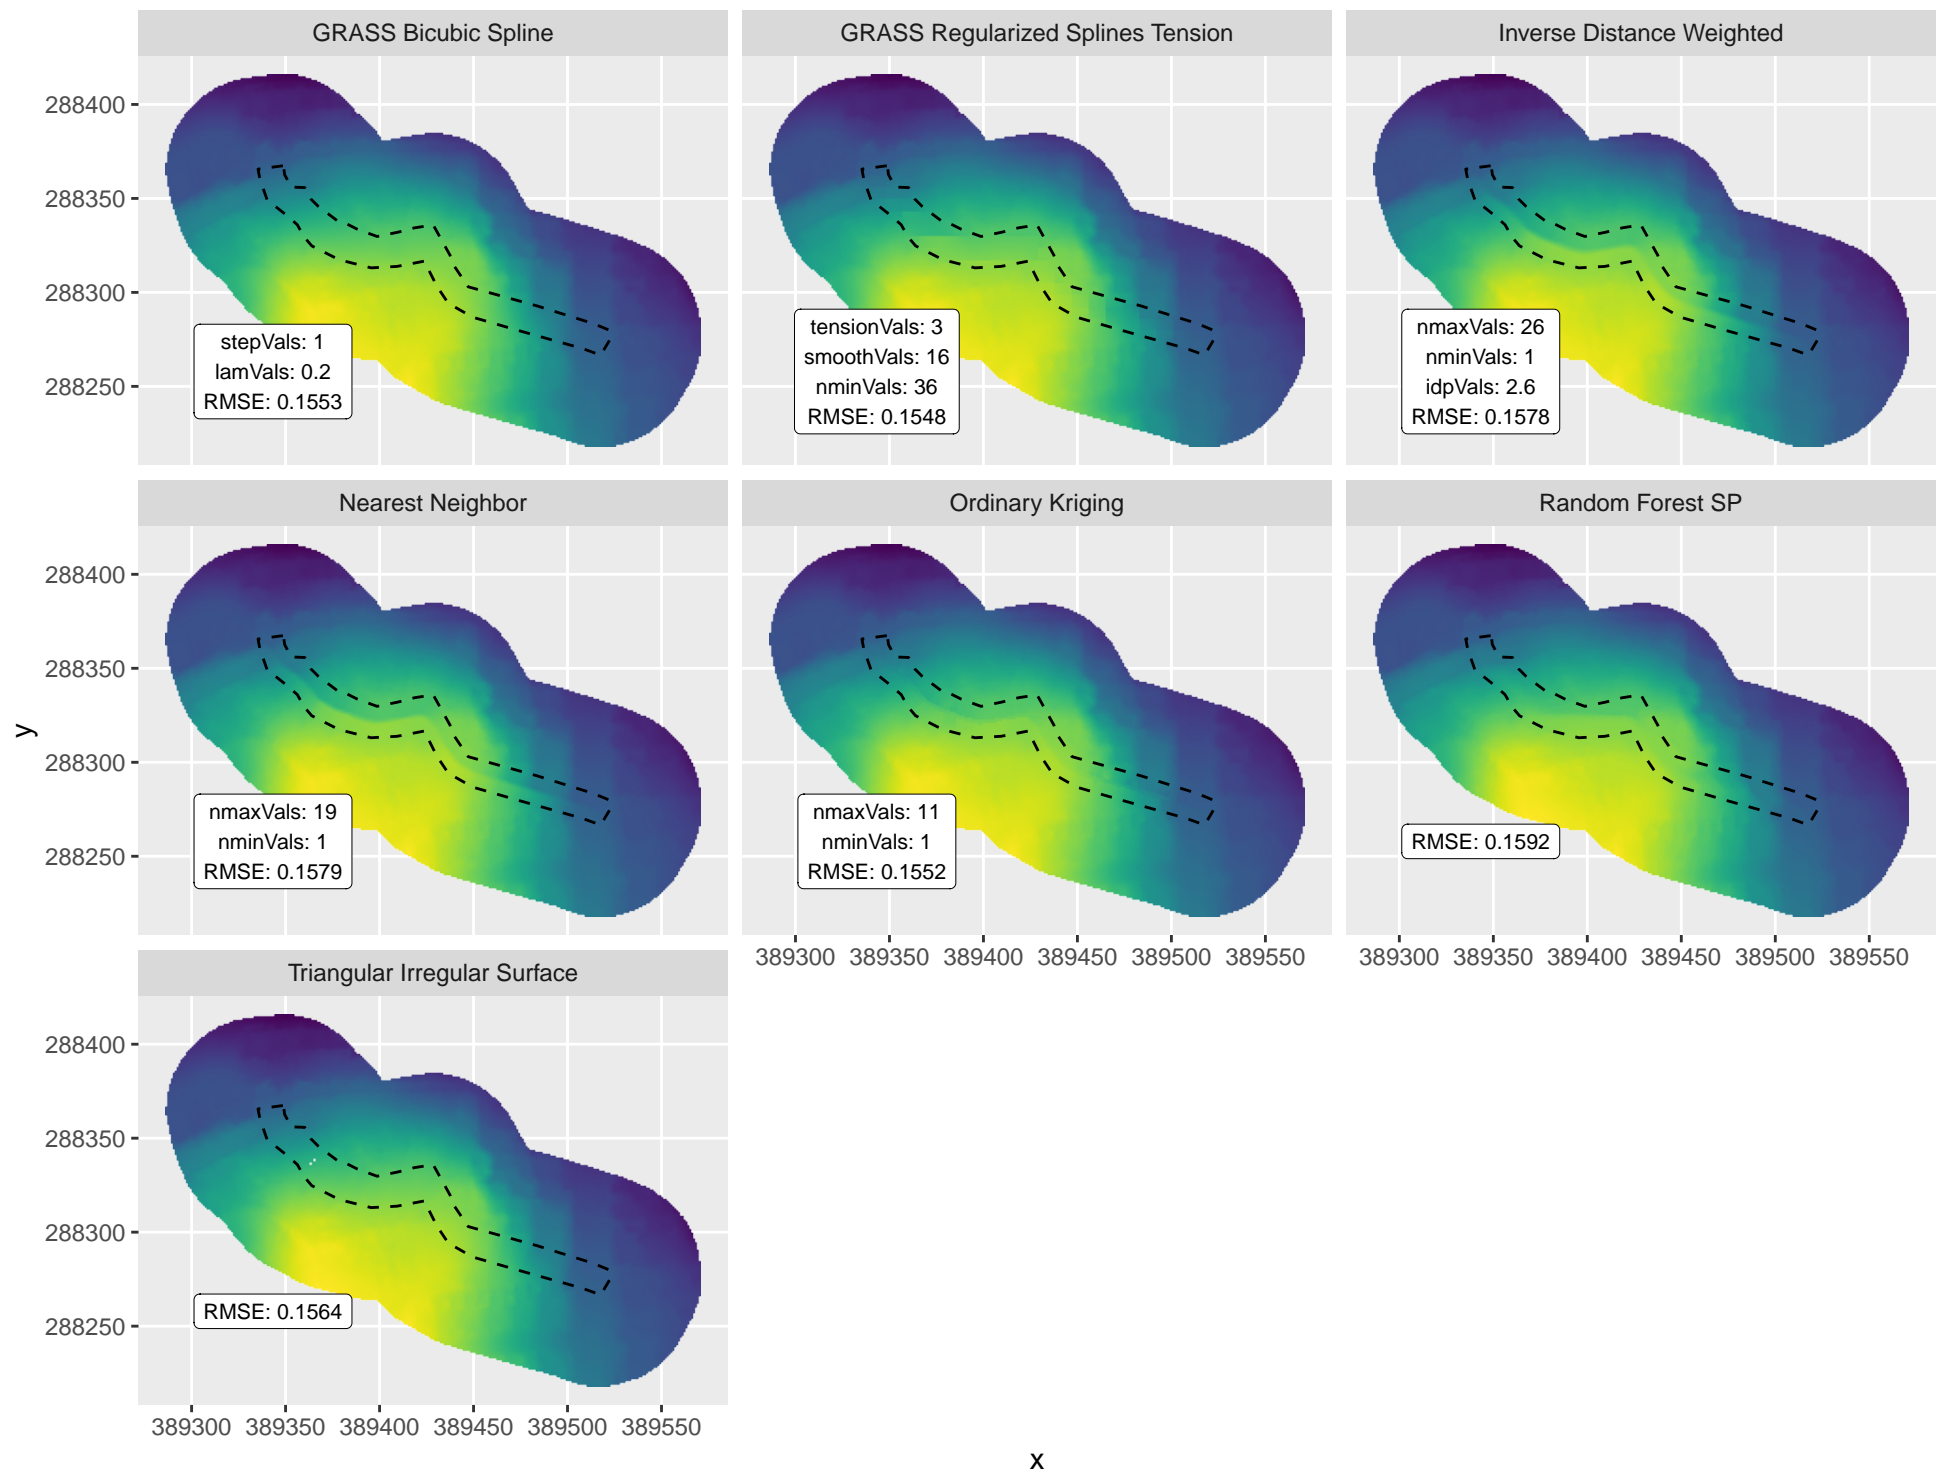 GRASS Bicubic Spline
GRASS Regularized Splines Tension
Inverse Distance Weighted
288400
288350
288300
288250
stepVals: 1
lamVals: 0.2
RMSE: 0.1553
tensionVals: 3
smoothVals: 16
nminVals: 36
RMSE: 0.1548
nmaxVals: 26
nminVals: 1
idpVals: 2.6
RMSE: 0.1578
Nearest Neighbor
Ordinary Kriging
Random Forest SP
288400
288350
288300
288250
y
nmaxVals: 19
nminVals: 1
RMSE: 0.1579
nmaxVals: 11
nminVals: 1
RMSE: 0.1552
RMSE: 0.1592
389300 389350 389400 389450 389500 389550
389300 389350 389400 389450 389500 389550
Triangular Irregular Surface
288400
288350
288300
288250
RMSE: 0.1564
389300 389350 389400 389450 389500 389550
x